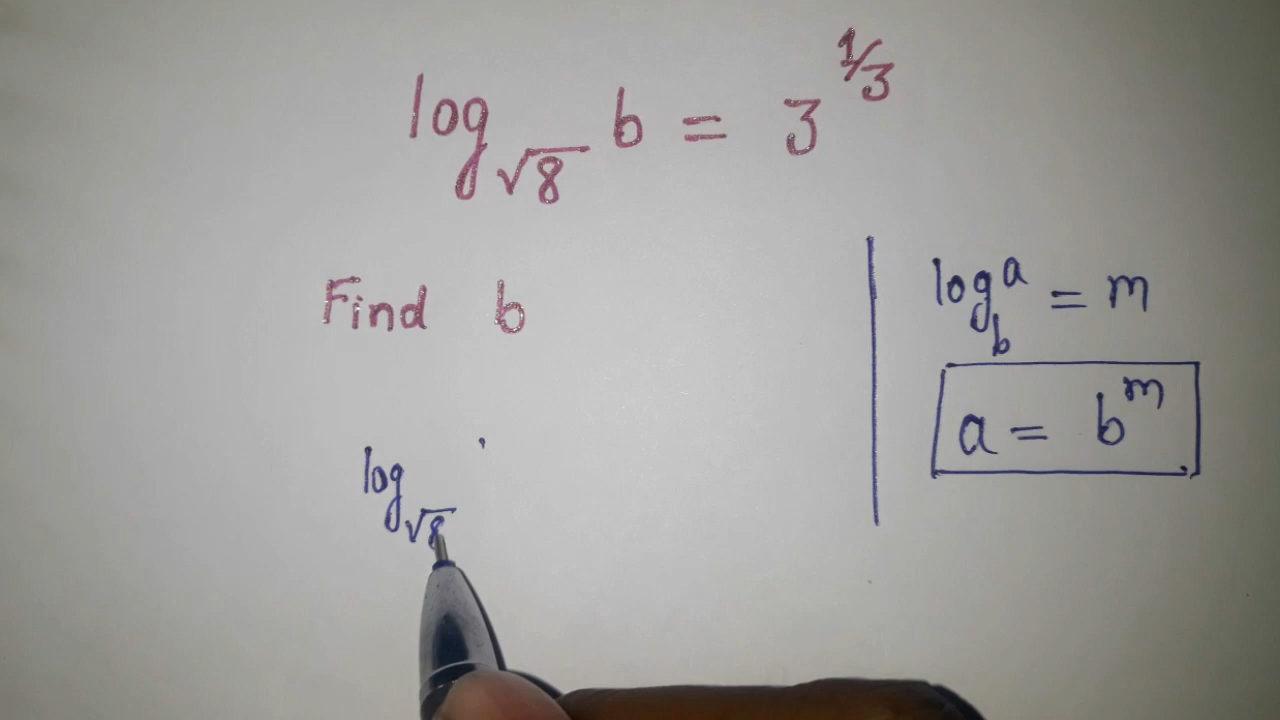 log√8 b = 3^1/3
Find b
log_b a = m
a = b^m
log√8